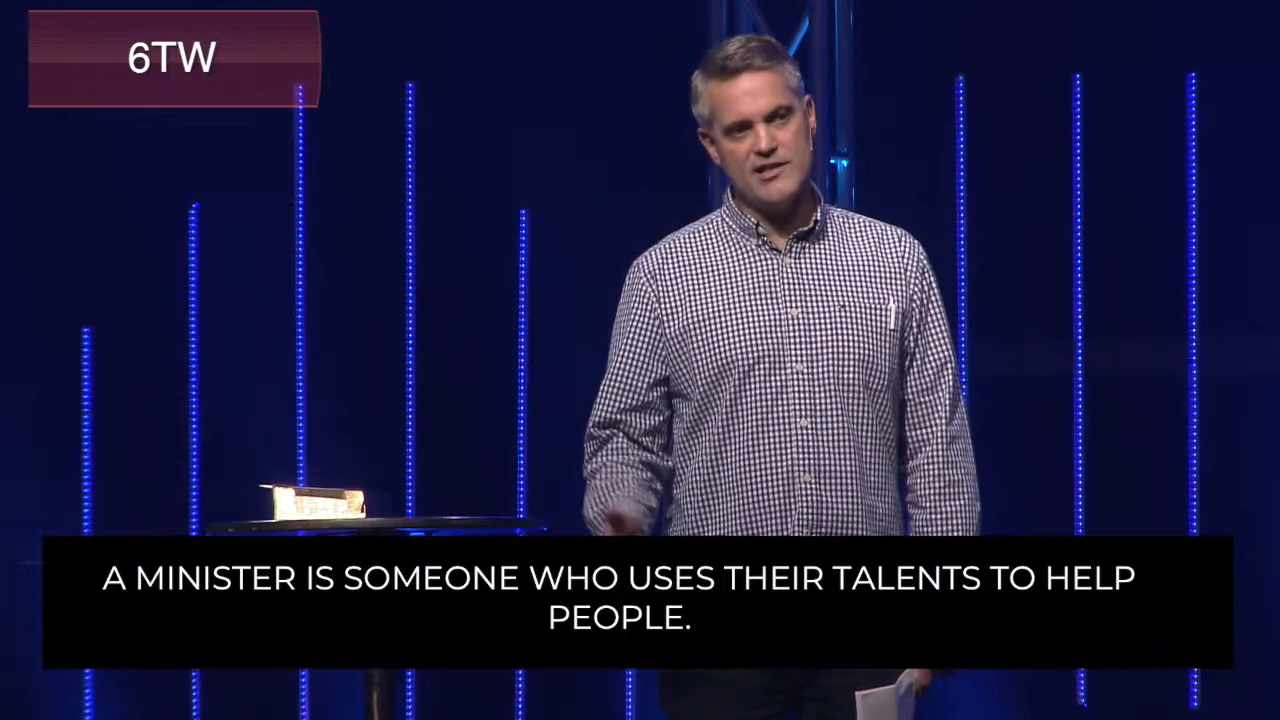 6TW
A MINISTER IS SOMEONE WHO USES THEIR TALENTS TO HELP
PEOPLE.